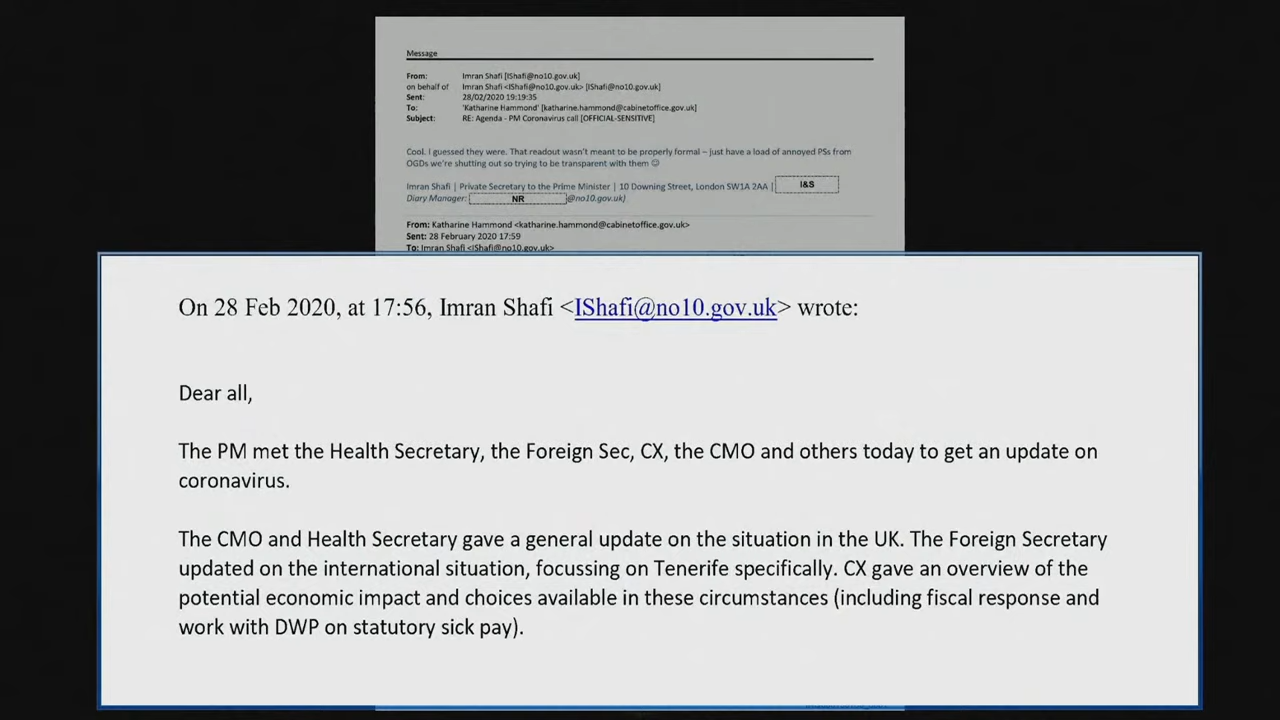 Message
From: Imran Shafi [IShafi@no10.gov.uk]
on behalf of Imran Shafi <IShafi@no10.gov.uk> [IShafi@no10.gov.uk]
Sent: 28/02/2020 19:19:35
To: 'Katharine Hammond' [katharine.hammond@cabinetoffice.gov.uk]
Subject: RE: Agenda - PM Coronavirus call [OFFICIAL-SENSITIVE]
Cool. I guessed they were. That readout wasn't meant to be properly formal – just have a load of annoyed PSs from
OGDs we're shutting out so trying to be transparent with them ☺
Imran Shafi | Private Secretary to the Prime Minister | 10 Downing Street, London SW1A 2AA | I&S
Diary Manager: NR @no10.gov.uk)
From: Katharine Hammond <katharine.hammond@cabinetoffice.gov.uk>
Sent: 28 February 2020 17:59
To: Imran Shafi <IShafi@no10.gov.uk>
On 28 Feb 2020, at 17:56, Imran Shafi <IShafi@no10.gov.uk> wrote:
Dear all,
The PM met the Health Secretary, the Foreign Sec, CX, the CMO and others today to get an update on
coronavirus.
The CMO and Health Secretary gave a general update on the situation in the UK. The Foreign Secretary
updated on the international situation, focussing on Tenerife specifically. CX gave an overview of the
potential economic impact and choices available in these circumstances (including fiscal response and
work with DWP on statutory sick pay).